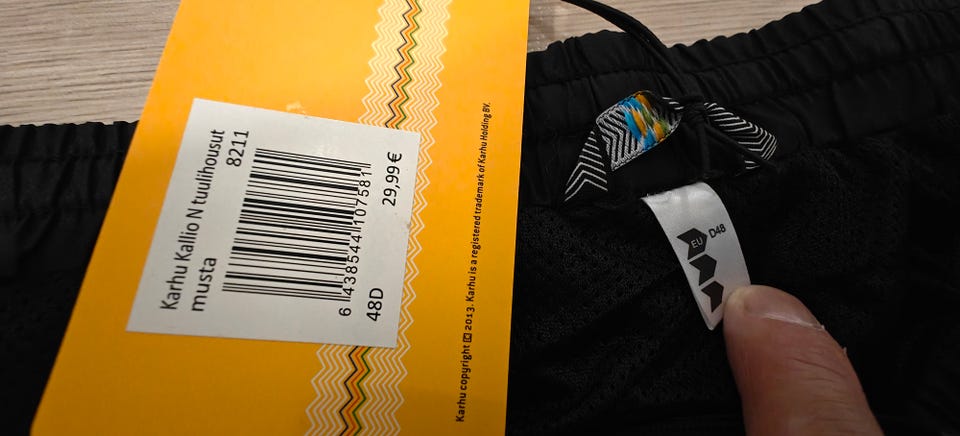 Karhu Kallio N tuulihousut
8211
musta
6 438544 107581
29,99€
48D
Karhu copyright © 2013. Karhu is a registered trademark of Karhu Holding BV.
EU D48